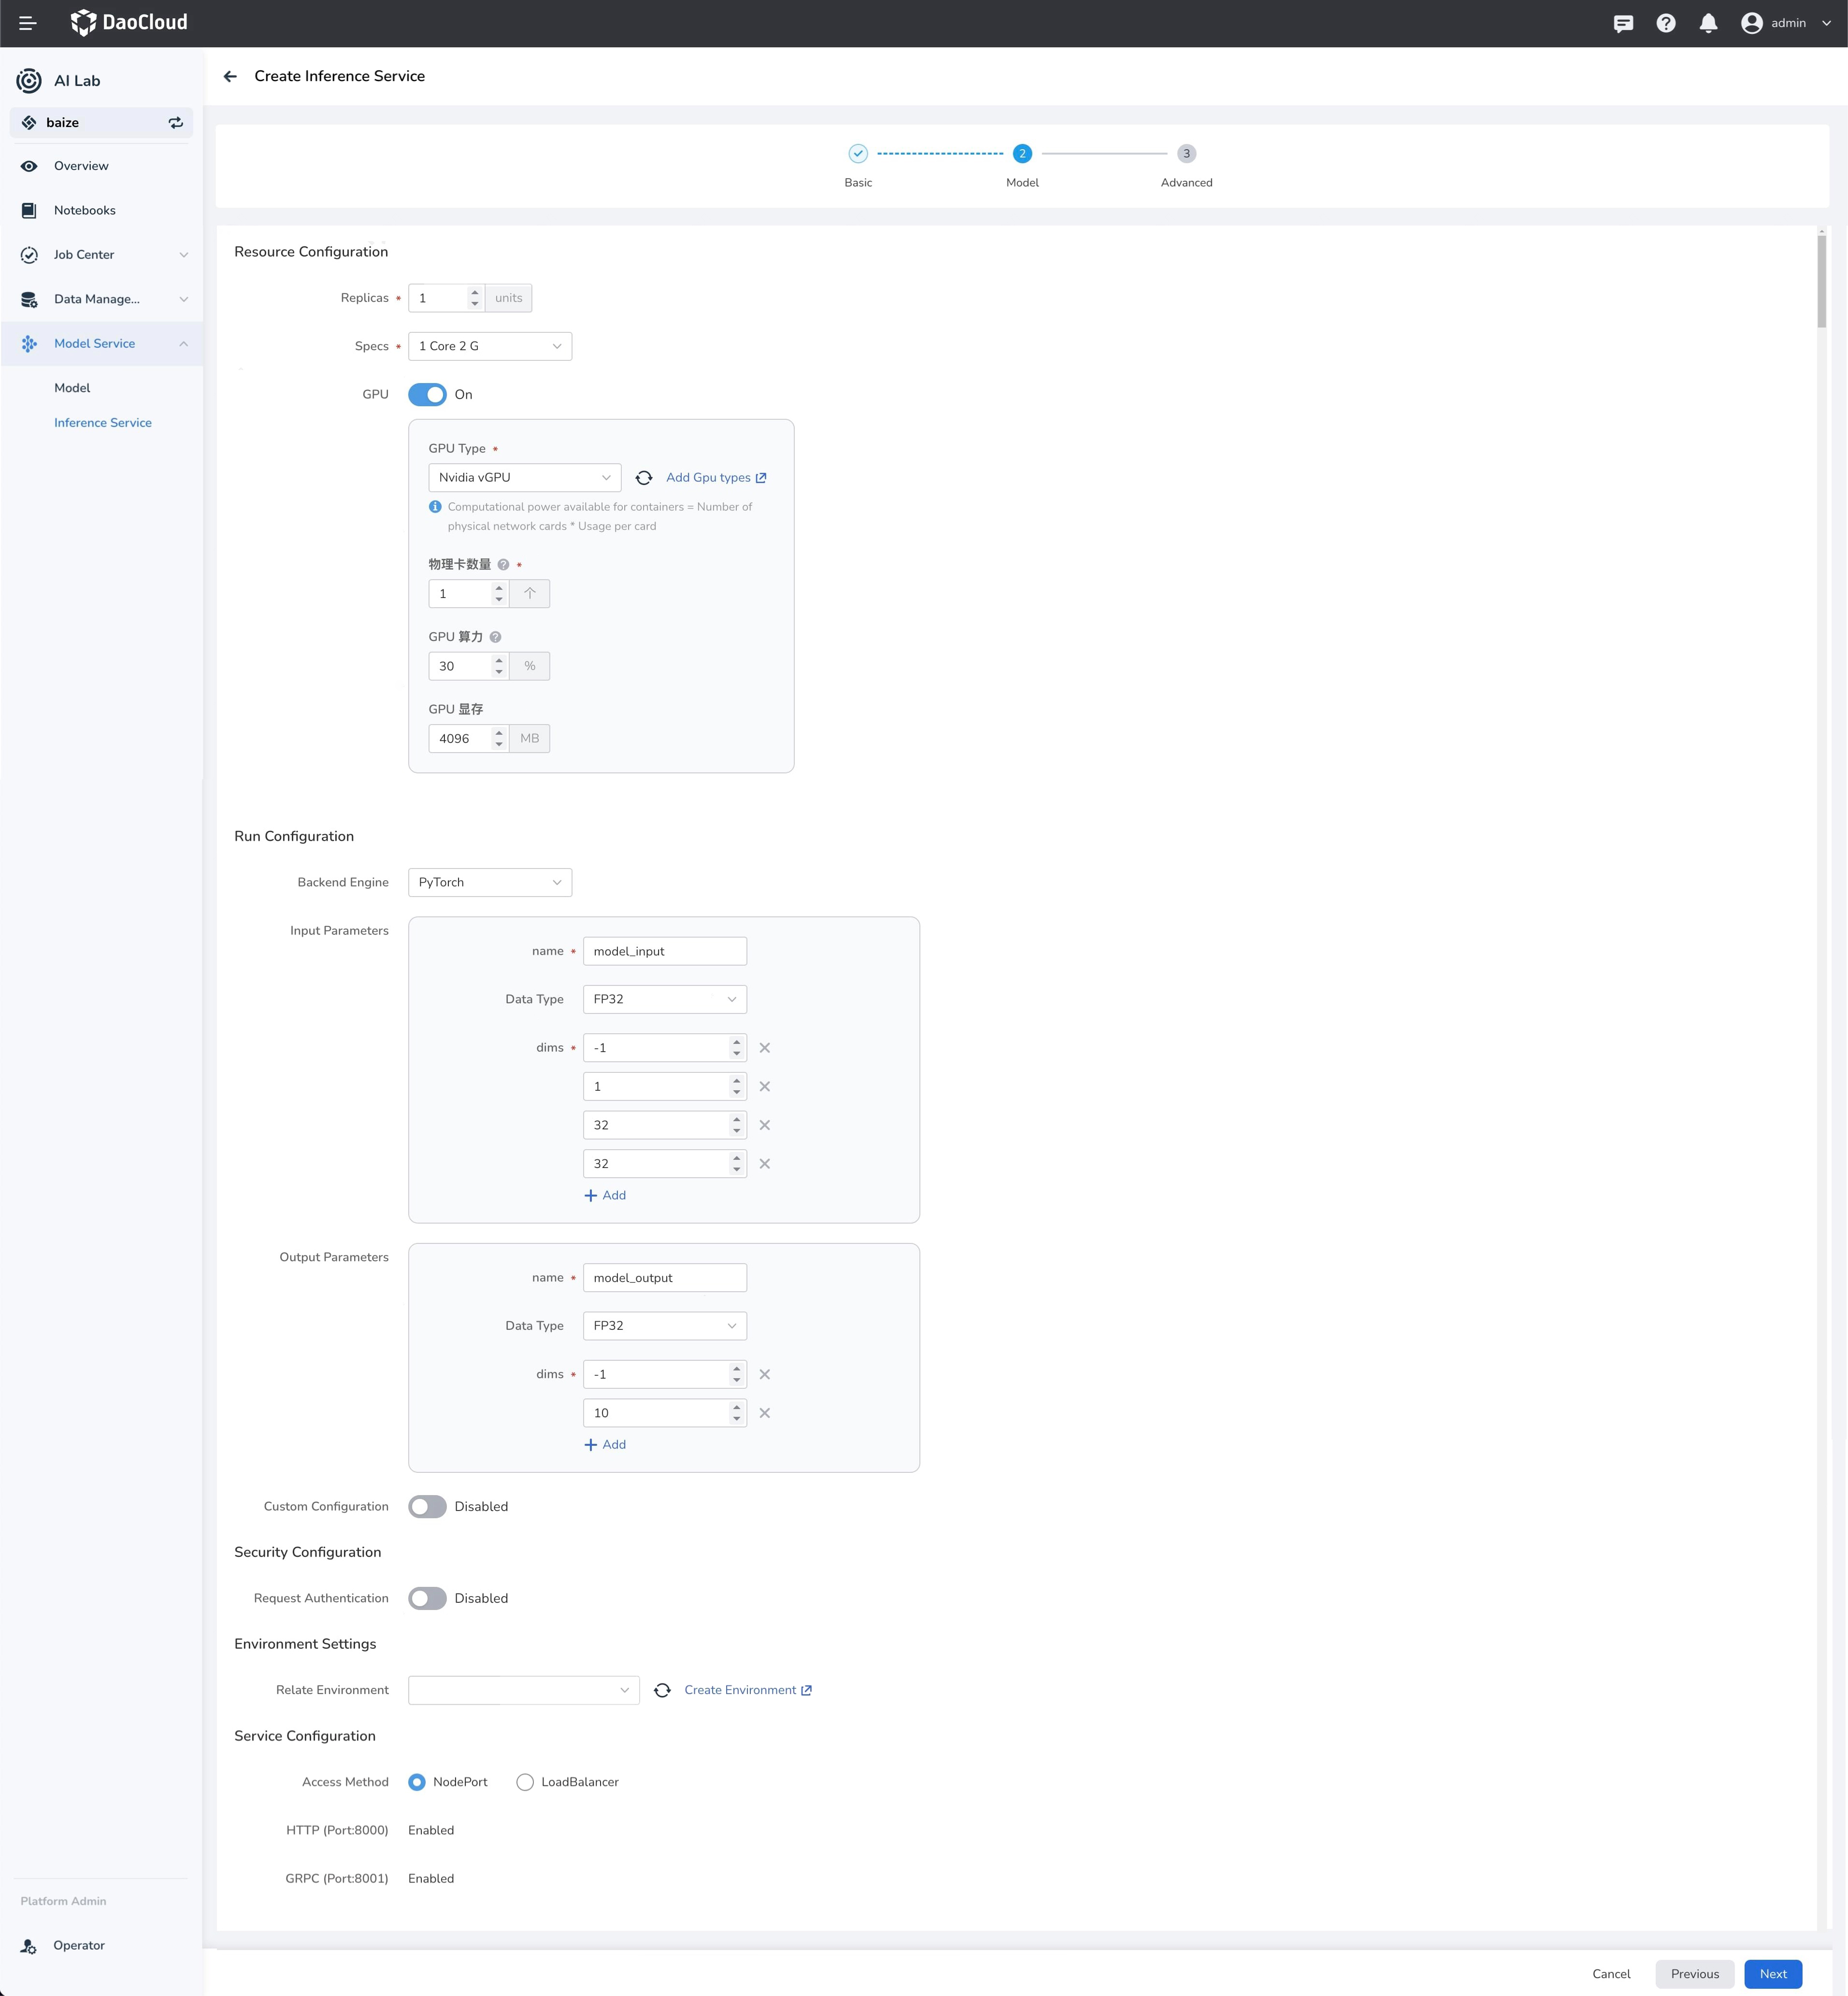 DaoCloud
admin
AI Lab
baize
Overview
Notebooks
Job Center
Data Manage...
Model Service
Model
Inference Service
Platform Admin
Operator
Create Inference Service
2
3
Basic
Model
Advanced
Resource Configuration
Replicas * 1 units
Specs * 1 Core 2 G
GPU On
GPU Type *
Nvidia vGPU Add Gpu types
Computational power available for containers = Number of
physical network cards * Usage per card
物理卡数量 *
1 个
GPU 算力
30 %
GPU 显存
4096 MB
Run Configuration
Backend Engine PyTorch
Input Parameters
name * model_input
Data Type FP32
dims * -1
1
32
32
Add
Output Parameters
name * model_output
Data Type FP32
dims * -1
10
Add
Custom Configuration Disabled
Security Configuration
Request Authentication Disabled
Environment Settings
Relate Environment Create Environment
Service Configuration
Access Method NodePort LoadBalancer
HTTP (Port:8000) Enabled
GRPC (Port:8001) Enabled
Cancel Previous Next